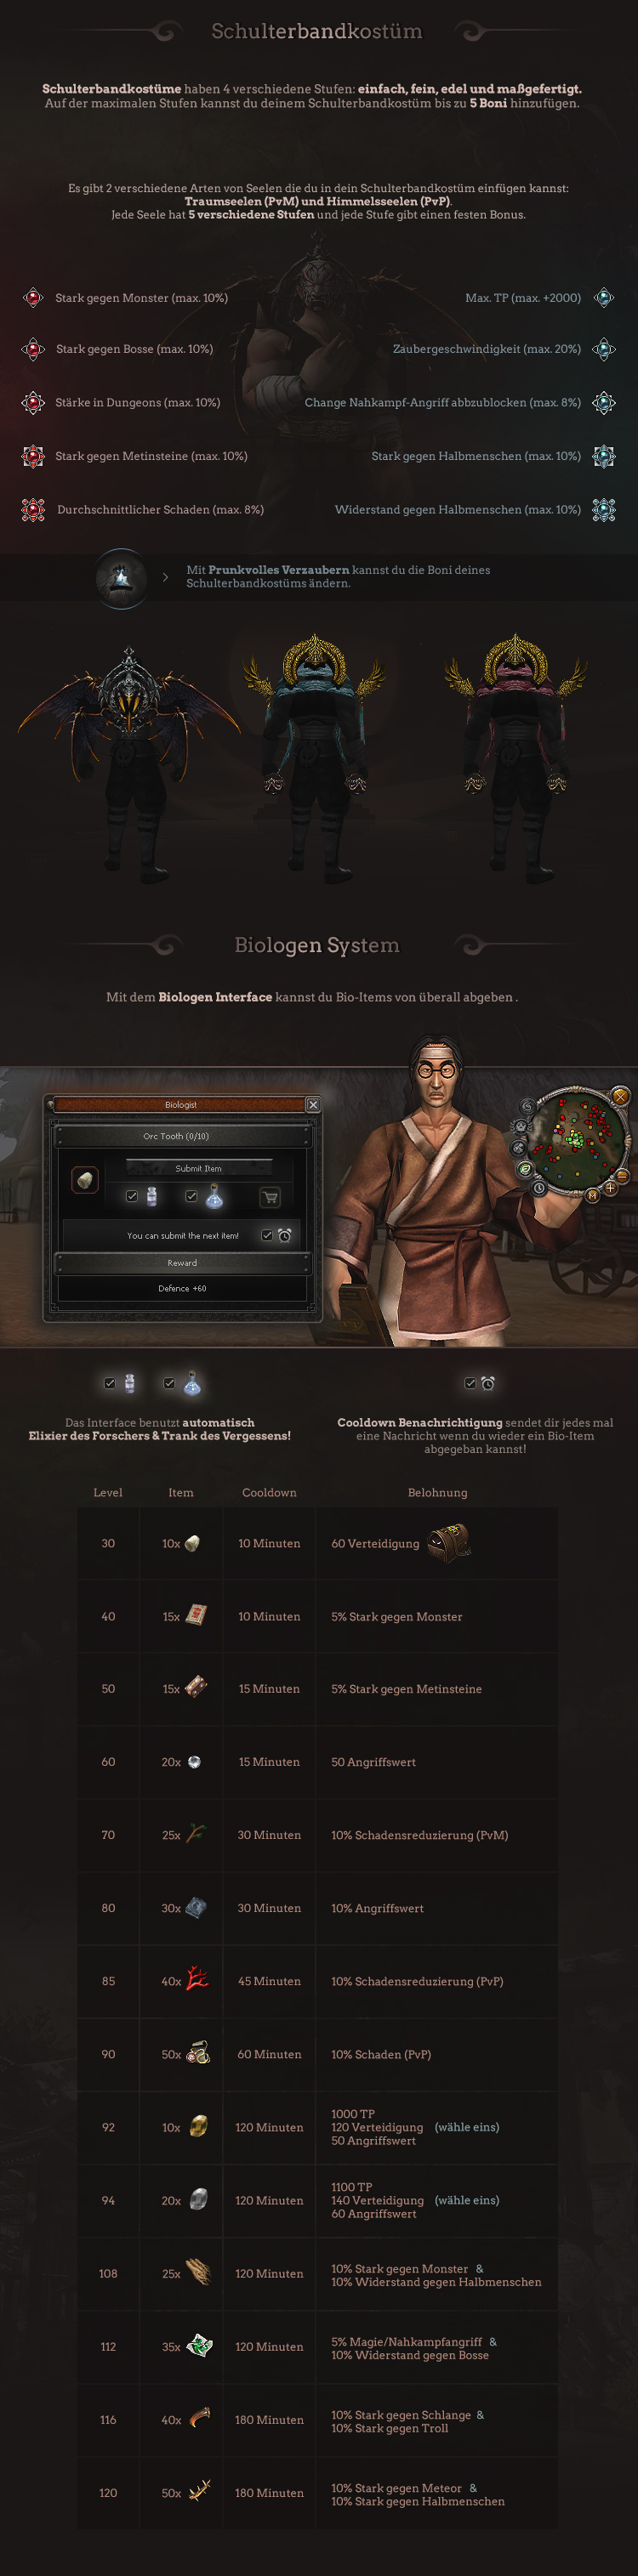 Schulterbandkostüm
Schulterbandkostüme haben 4 verschiedene Stufen: einfach, fein, edel und maßgefertigt.
Auf der maximalen Stufen kannst du deinem Schulterbandkostüm bis zu 5 Boni hinzufügen.
Es gibt 2 verschiedene Arten von Seelen die du in dein Schulterbandkostüm einfügen kannst:
Traumseelen (PvM) und Himmelsseelen (PvP).
Jede Seele hat 5 verschiedene Stufen und jede Stufe gibt einen festen Bonus.
Stark gegen Monster (max. 10%)
Max. TP (max. +2000)
Stark gegen Bosse (max. 10%)
Zaubergeschwindigkeit (max. 20%)
Stärke in Dungeons (max. 10%)
Change Nahkampf-Angriff abbzublocken (max. 8%)
Stark gegen Metinsteine (max. 10%)
Stark gegen Halbmenschen (max. 10%)
Durchschnittlicher Schaden (max. 8%)
Widerstand gegen Halbmenschen (max. 10%)
Mit Prunkvolles Verzaubern kannst du die Boni deines
Schulterbandkostüms ändern.
Biologen System
Mit dem Biologen Interface kannst du Bio-Items von überall abgeben .
Biologist
Orc Tooth (0/10)
Submit Item
You can submit the next item!
Reward
Defence +60
M
Das Interface benutzt automatisch
Elixier des Forschers & Trank des Vergessens!
Cooldown Benachrichtigung sendet dir jedes mal
eine Nachricht wenn du wieder ein Bio-Item
abgegeban kannst!
Level Item Cooldown Belohnung
30 10x 10 Minuten 60 Verteidigung
40 15x 10 Minuten 5% Stark gegen Monster
50 15x 15 Minuten 5% Stark gegen Metinsteine
60 20x 15 Minuten 50 Angriffswert
70 25x 30 Minuten 10% Schadensreduzierung (PvM)
80 30x 30 Minuten 10% Angriffswert
85 40x 45 Minuten 10% Schadensreduzierung (PvP)
90 50x 60 Minuten 10% Schaden (PvP)
1000 TP
92 10x 120 Minuten 120 Verteidigung (wähle eins)
50 Angriffswert
1100 TP
94 20x 120 Minuten 140 Verteidigung (wähle eins)
60 Angriffswert
108 25x 120 Minuten 10% Stark gegen Monster &
10% Widerstand gegen Halbmenschen
112 35x 120 Minuten 5% Magie/Nahkampfangriff &
10% Widerstand gegen Bosse
116 40x 180 Minuten 10% Stark gegen Schlange &
10% Stark gegen Troll
120 50x 180 Minuten 10% Stark gegen Meteor &
10% Stark gegen Halbmenschen